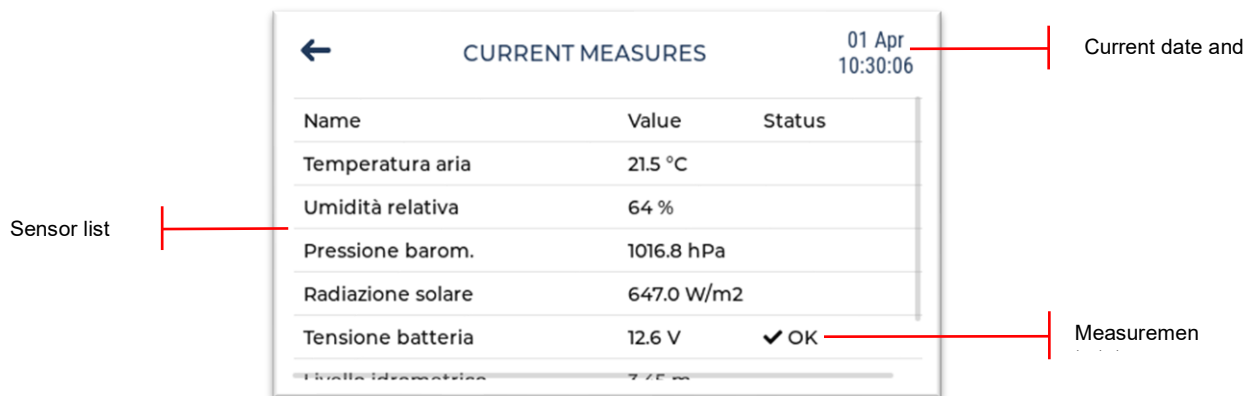 CURRENT MEASURES
01 Apr
10:30:06
Current date and
Name Value Status
Temperatura aria 21.5 °C
Umidità relativa 64 %
Sensor list
Pressione barom. 1016.8 hPa
Radiazione solare 647.0 W/m2
Tensione batteria 12.6 V ✔ OK
Measuremen